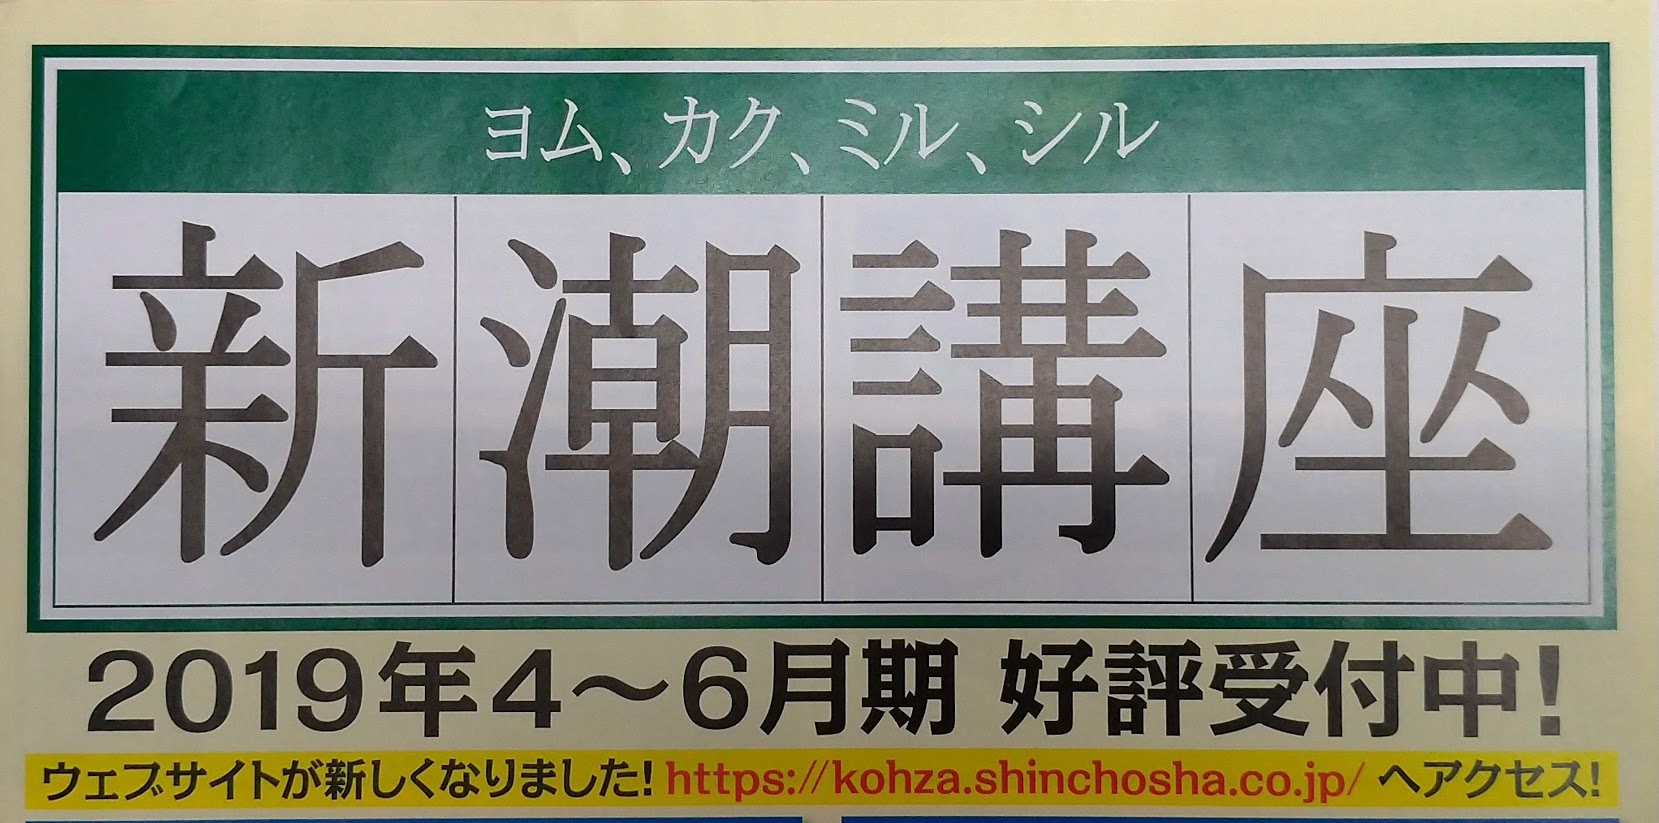 ヨム、カク、ミル、シル
新潮講座
2019年4～6月期 好評受付中!
ウェブサイトが新しくなりました! https://kohza.shinchosha.co.jp/ へアクセス!